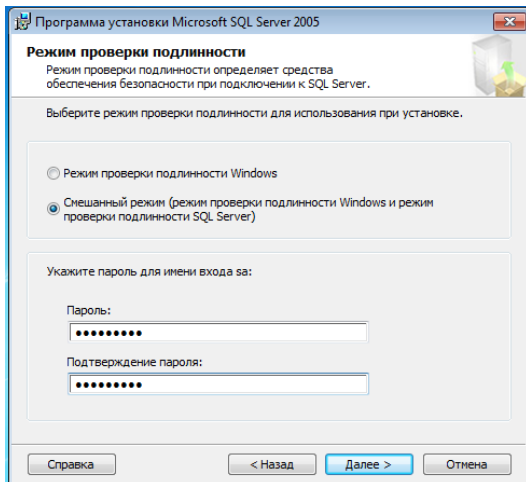 Программа установки Microsoft SQL Server 2005
Режим проверки подлинности
Режим проверки подлинности определяет средства
обеспечения безопасности при подключении к SQL Server.
Выберите режим проверки подлинности для использования при установке.
Режим проверки подлинности Windows
Смешанный режим (режим проверки подлинности Windows и режим
проверки подлинности SQL Server)
Укажите пароль для имени входа sa:
Пароль:
•••••••••
Подтверждение пароля:
•••••••••
Справка
< Назад
Далее >
Отмена